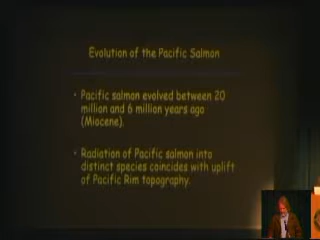 Evolution of the Pacific Salmon
• Pacific salmon evolved between 20
million and 6 million years ago
(Miocene).
• Radiation of Pacific salmon into
distinct species coincides with uplift
of Pacific Rim topography.